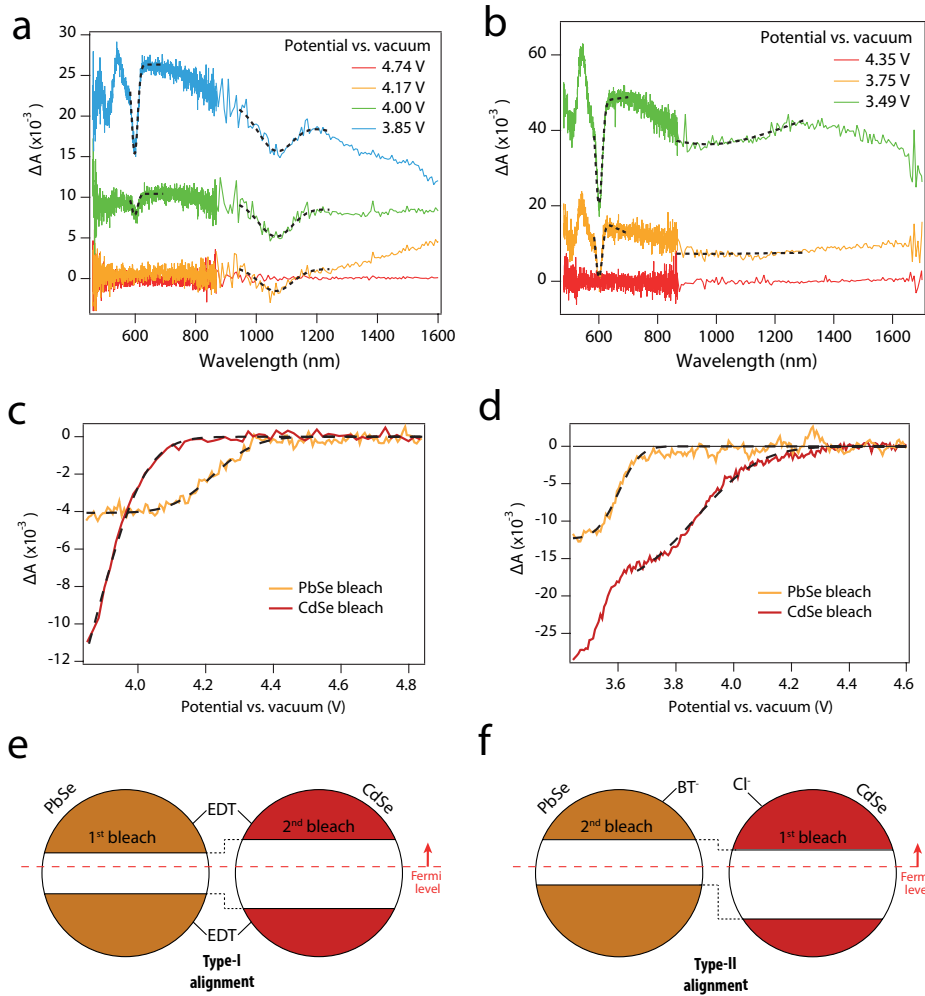 a
Potential vs. vacuum
4.74 V
4.17 V
4.00 V
3.85 V
ΔA (x10⁻³)
30
25
20
15
10
5
0
600 800 1000 1200 1400 1600
Wavelength (nm)
b
Potential vs. vacuum
4.35 V
3.75 V
3.49 V
ΔA (x10⁻³)
60
40
20
0
600 800 1000 1200 1400 1600
Wavelength (nm)
c
ΔA (x10⁻³)
0
-2
-4
-6
-8
-10
-12
PbSe bleach
CdSe bleach
4.0 4.2 4.4 4.6 4.8
Potential vs. vacuum (V)
d
ΔA (x10⁻³)
0
-5
-10
-15
-20
-25
PbSe bleach
CdSe bleach
3.6 3.8 4.0 4.2 4.4 4.6
Potential vs. vacuum (V)
e
PbSe
EDT
CdSe
1st bleach
2nd bleach
Fermi
level
EDT
Type-I
alignment
f
PbSe
BT⁻
Cl⁻
CdSe
2nd bleach
1st bleach
Fermi
level
Type-II
alignment